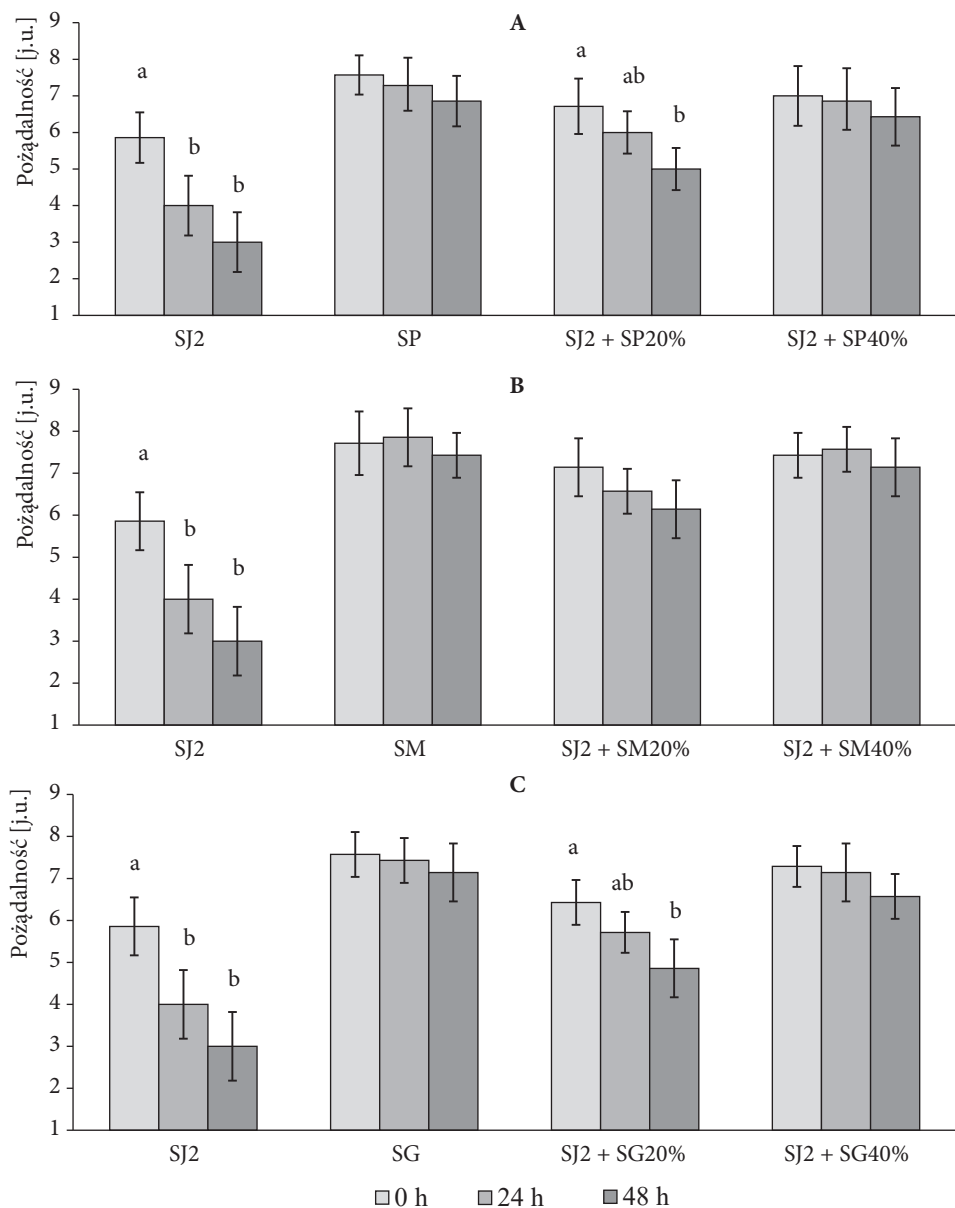 A
Pożądalność [j.u.]
9
8
7
6
5
4
3
2
1
a
b
b
a
ab
b
SJ2 SP SJ2 + SP20% SJ2 + SP40%
B
Pożądalność [j.u.]
9
8
7
6
5
4
3
2
1
a
b
b
SJ2 SM SJ2 + SM20% SJ2 + SM40%
C
Pożądalność [j.u.]
9
8
7
6
5
4
3
2
1
a
b
b
a
ab
b
SJ2 SG SJ2 + SG20% SJ2 + SG40%
0 h 24 h 48 h